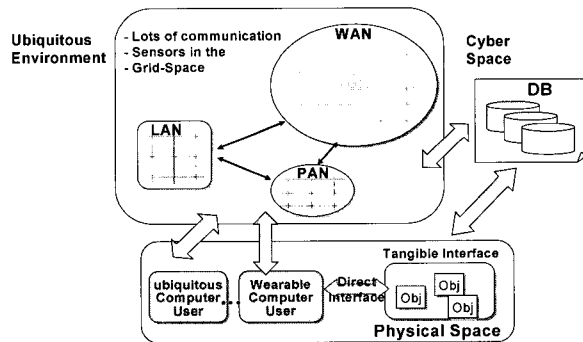 Ubiquitous
Environment
- Lots of communication
- Sensors in the
- Grid-Space
WAN
LAN
PAN
Cyber
Space
DB
ubiquitous
Computer
User
Wearable
Computer
User
Direct
Interface
Tangible Interface
Obj
Obj
Obj
Physical Space